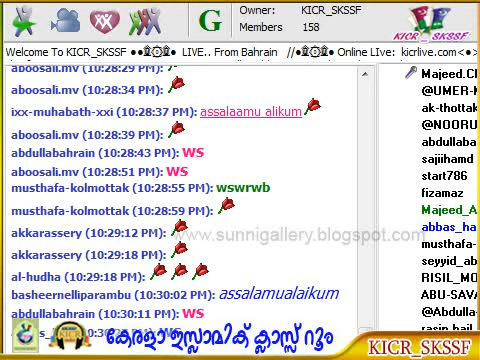 Owner: KICR_SKSSF
Members 158
KICR_SKSSF
Welcome To KICR_SKSSF LIVE.. From Bahrain // Online Live: kicrlive.com<
aboosali.mv (10:28:29 PM):
aboosali.mv (10:28:34 PM):
ixx-muhabath-xxi (10:28:37 PM): assalaamu alikum
aboosali.mv (10:28:39 PM):
abdullabahrain (10:28:43 PM): WS
aboosali.mv (10:28:51 PM): WS
musthafa-kolmottak (10:28:55 PM): wswrwb
musthafa-kolmottak (10:28:59 PM):
akkarassery (10:29:12 PM):
akkarassery (10:29:18 PM):
al-hudha (10:29:18 PM):
basheernelliparambu (10:30:02 PM): assalamualaikum
abdullabahrain (10:30:11 PM): WS
Majeed.C
@UMER-
ak-thottak
@NOORU
abdullaba
sajiihamd
start786
fizamaz
Majeed_A
abbas_ha
musthafa-
seyyid_ab
RISIL_MO
ABU-SAVA
@Abdulla-
rasin_hail
www.sunnigallery.blogspot.com
കേരളാ ഇസ്ലാമിക് ക്ലാസ്സ് റൂം
KICR_SKSSF